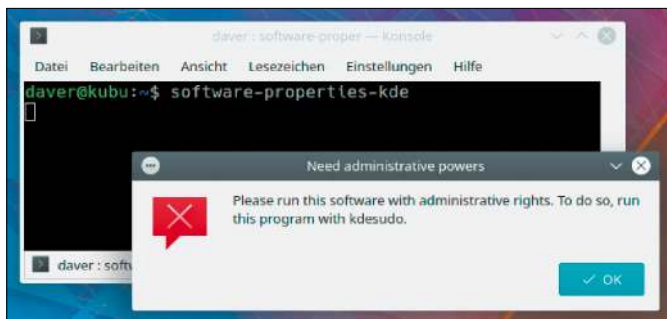 daver : software-proper — Konsole
Datei Bearbeiten Ansicht Lesezeichen Einstellungen Hilfe
daver@kubu:~$ software-properties-kde
Need administrative powers
Please run this software with administrative rights. To do so, run
this program with kdesudo.
daver : softw
OK